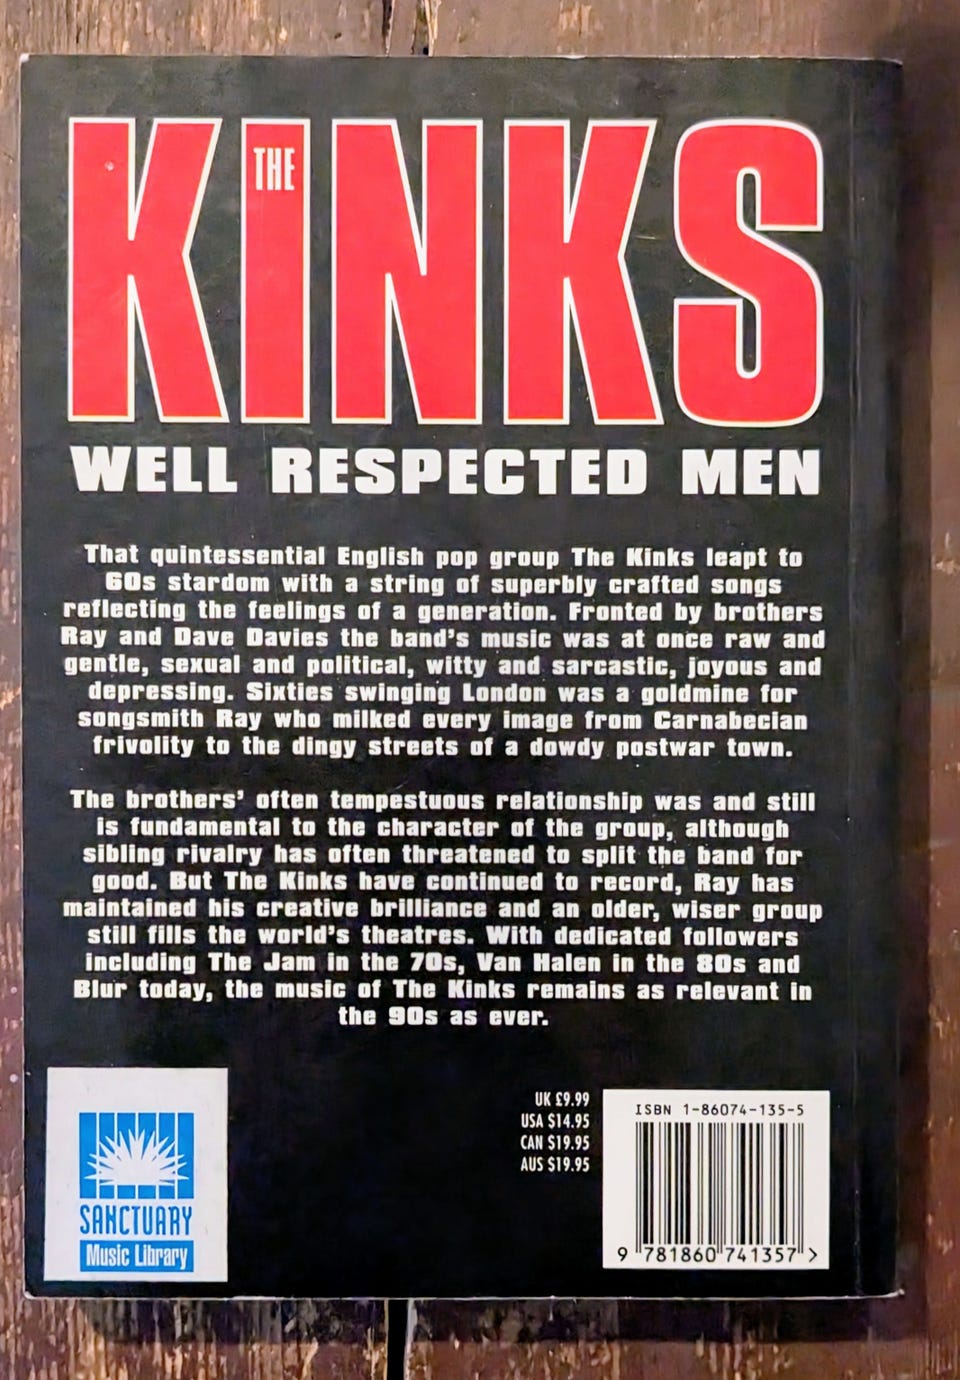 THE
KINKS
WELL RESPECTED MEN
That quintessential English pop group The Kinks leapt to
60s stardom with a string of superbly crafted songs
reflecting the feelings of a generation. Fronted by brothers
Ray and Dave Davies the band's music was at once raw and
gentle, sexual and political, witty and sarcastic, joyous and
depressing. Sixties swinging London was a goldmine for
songsmith Ray who milked every image from Carnabecian
frivolity to the dingy streets of a dowdy postwar town.
The brothers' often tempestuous relationship was and still
is fundamental to the character of the group, although
sibling rivalry has often threatened to split the band for
good. But The Kinks have continued to record, Ray has
maintained his creative brilliance and an older, wiser group
still fills the world's theatres. With dedicated followers
including The Jam in the 70s, Van Halen in the 80s and
Blur today, the music of The Kinks remains as relevant in
the 90s as ever.
SANCTUARY
Music Library
UK £9.99
USA $14.95
CAN $19.95
AUS $19.95
ISBN 1-86074-135-5
9 781860 741357 >